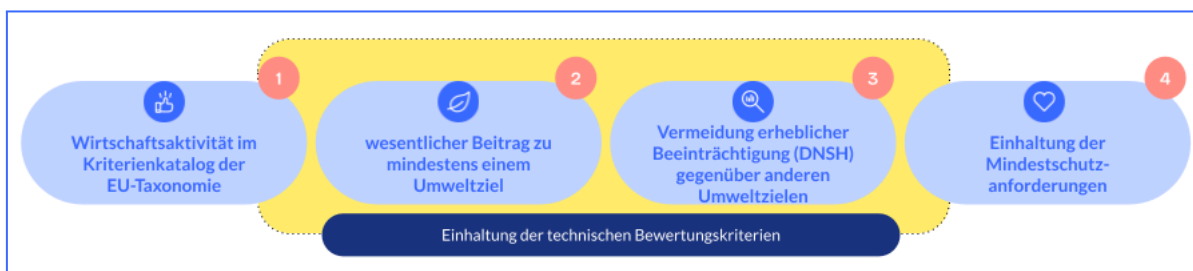 1
Wirtschaftsaktivität im
Kriterienkatalog der
EU-Taxonomie
2
wesentlicher Beitrag zu
mindestens einem
Umweltziel
3
Vermeidung erheblicher
Beeinträchtigung (DNSH)
gegenüber anderen
Umweltzielen
4
Einhaltung der
Mindestschutz-
anforderungen
Einhaltung der technischen Bewertungskriterien